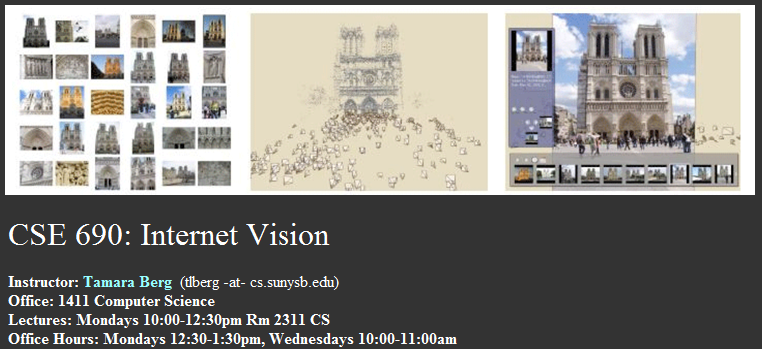 CSE 690: Internet Vision
Instructor: Tamara Berg (tlberg -at- cs.sunysb.edu)
Office: 1411 Computer Science
Lectures: Mondays 10:00-12:30pm Rm 2311 CS
Office Hours: Mondays 12:30-1:30pm, Wednesdays 10:00-11:00am